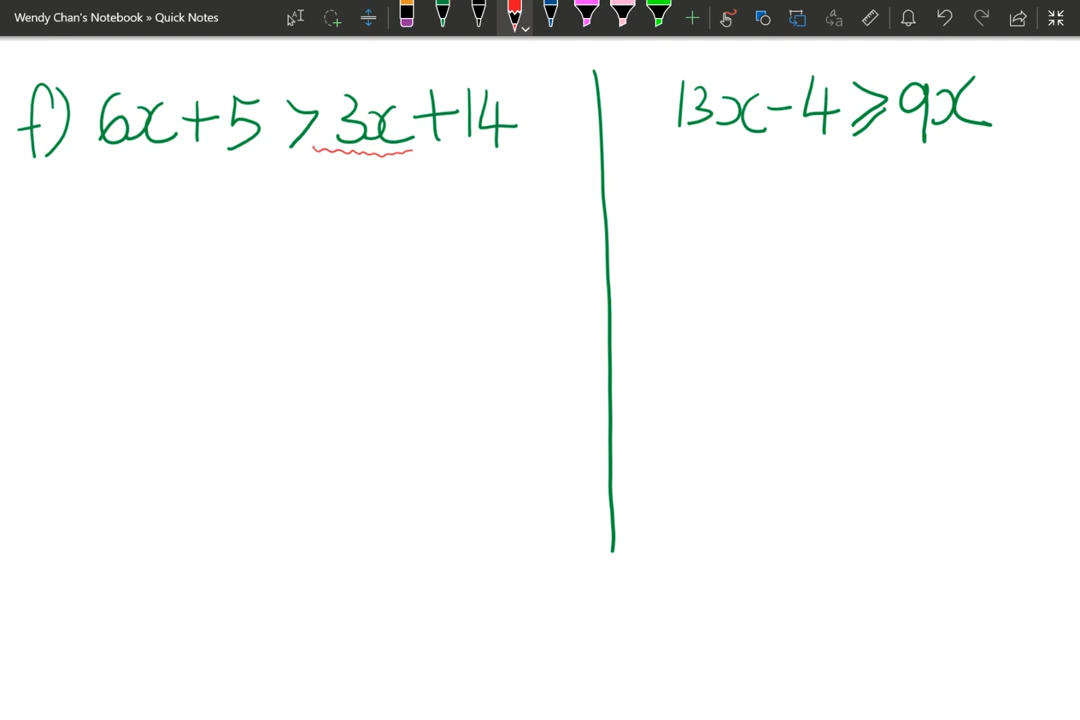 Wendy Chan's Notebook » Quick Notes
f) 6x+5 > 3x+14
13x-4 ⩾ 9x